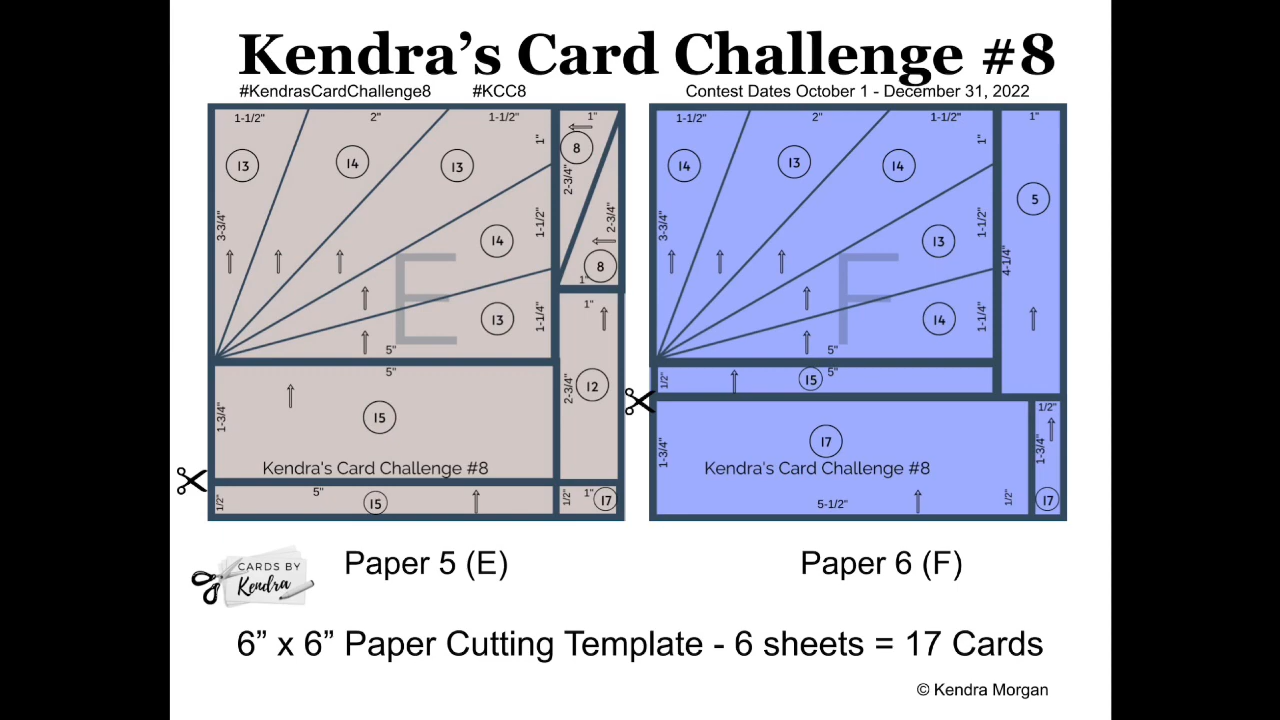 Kendra’s Card Challenge #8
#KendrasCardChallenge8 #KCC8 Contest Dates October 1 - December 31, 2022
1-1/2" 2" 1-1/2" 1"
1"
13 14 13 8
2-3/4"
3-3/4" 1-1/2" 2-3/4"
14
E
8
1"
1"
13 1-1/4"
5"
5"
2-3/4" 12
1-3/4" 15
Kendra's Card Challenge #8
1/2" 5" 15 1/2" 1" 17
1-1/2" 2" 1-1/2" 1"
1"
14 13 14 5
3-3/4" 1-1/2"
13
F
4-1/4"
14 1-1/4"
5"
1/2" 15 5"
1/2"
17
1-3/4" 1-3/4"
Kendra's Card Challenge #8
5-1/2" 1/2" 17
Paper 5 (E) Paper 6 (F)
CARDS BY
Kendra
6” x 6” Paper Cutting Template - 6 sheets = 17 Cards
© Kendra Morgan